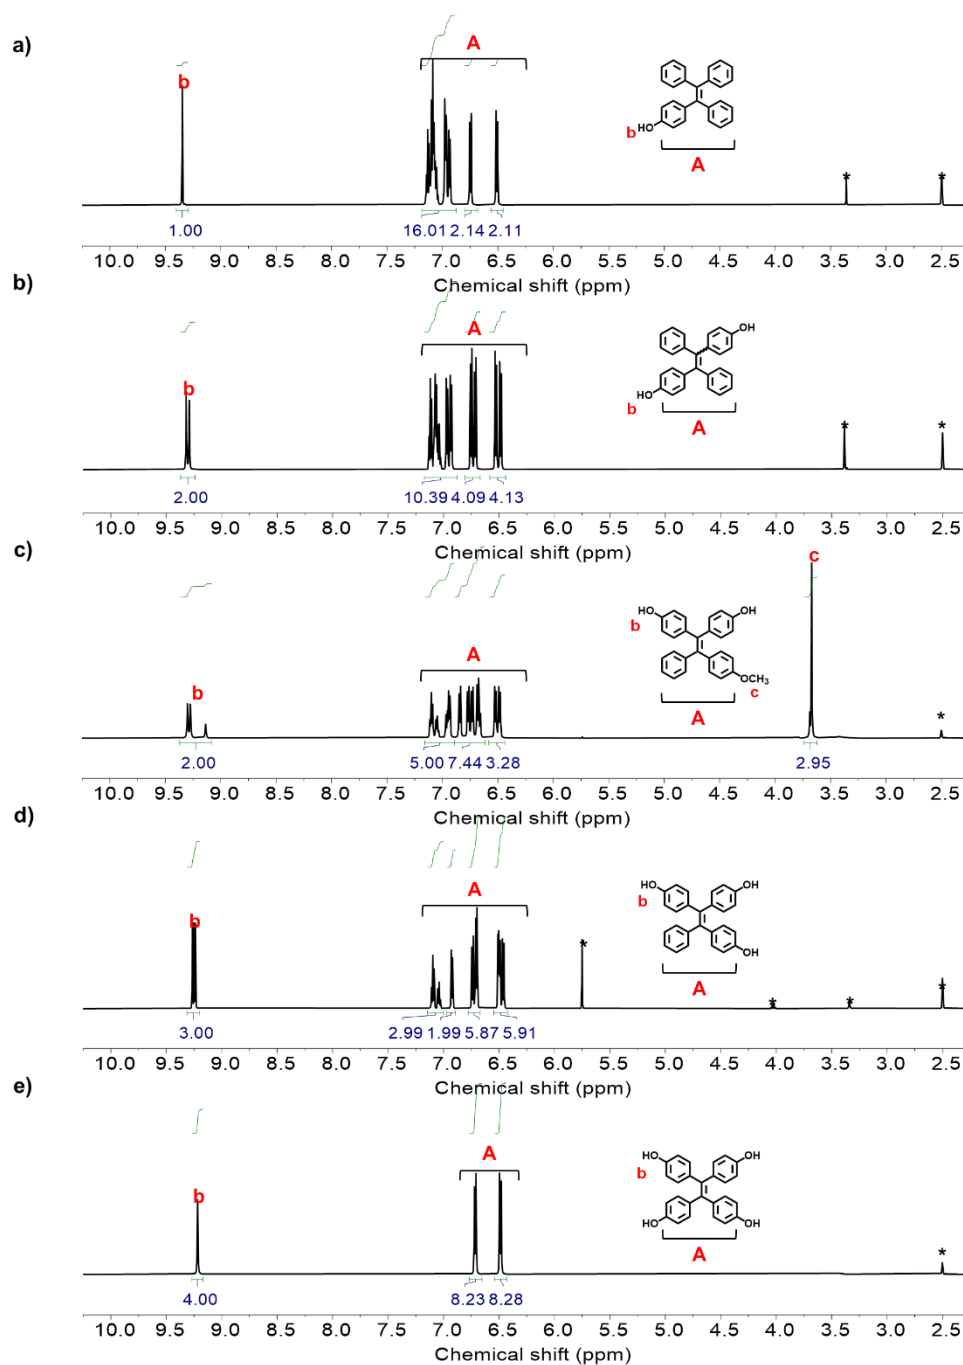 a)
A
b
HO
b
A
*
*
1.00
16.01
2.14
2.11
10.0 9.5 9.0 8.5 8.0 7.5 7.0 6.5 6.0 5.5 5.0 4.5 4.0 3.5 3.0 2.5
Chemical shift (ppm)
b)
A
b
OH
HO
b
A
*
*
2.00
10.39
4.09
4.13
10.0 9.5 9.0 8.5 8.0 7.5 7.0 6.5 6.0 5.5 5.0 4.5 4.0 3.5 3.0 2.5
Chemical shift (ppm)
c)
c
A
b
HO
OH
b
OCH3
c
A
*
2.00
5.00
7.44
3.28
2.95
10.0 9.5 9.0 8.5 8.0 7.5 7.0 6.5 6.0 5.5 5.0 4.5 4.0 3.5 3.0 2.5
Chemical shift (ppm)
d)
A
b
HO
OH
b
OH
A
*
*
*
*
3.00
2.99
1.99
5.87
5.91
10.0 9.5 9.0 8.5 8.0 7.5 7.0 6.5 6.0 5.5 5.0 4.5 4.0 3.5 3.0 2.5
Chemical shift (ppm)
e)
A
b
HO
OH
b
HO
OH
A
*
4.00
8.23
8.28
10.0 9.5 9.0 8.5 8.0 7.5 7.0 6.5 6.0 5.5 5.0 4.5 4.0 3.5 3.0 2.5
Chemical shift (ppm)